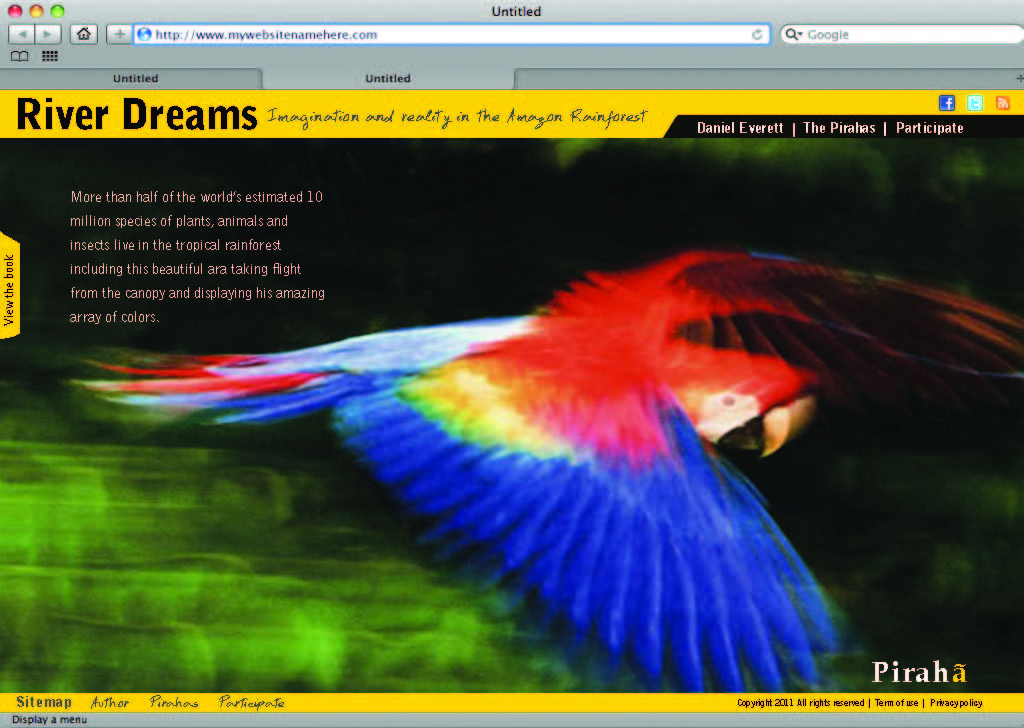 Untitled
http://www.mywebsitenamehere.com
Google
Untitled
Untitled
River Dreams Imagination and reality in the Amazon Rainforest
Daniel Everett | The Pirahas | Participate
More than half of the world's estimated 10
million species of plants, animals and
insects live in the tropical rainforest
including this beautiful ara taking flight
from the canopy and displaying his amazing
array of colors.
View the book
Pirahã
Sitemap Author Pirahas Participate
Copyright 2011 All rights reserved | Term of use | Privacy policy
Display a menu